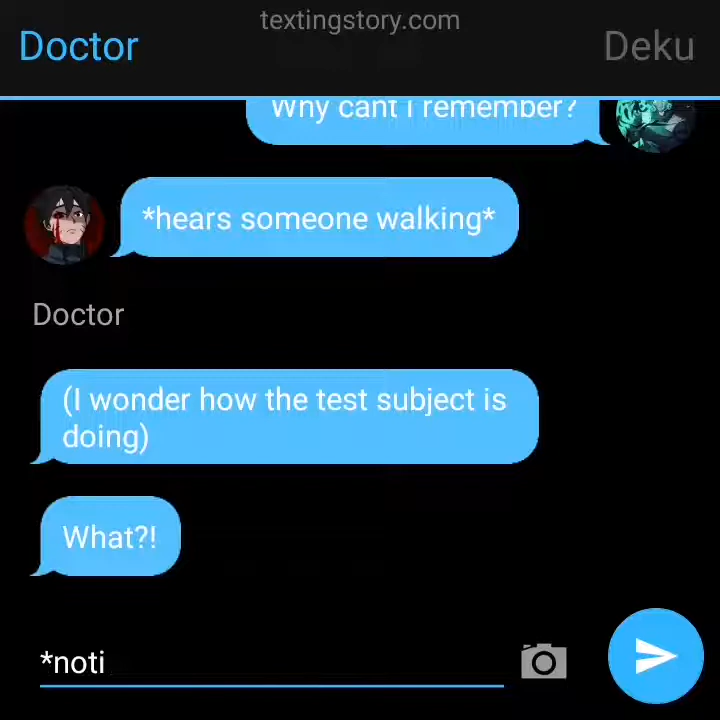 textingstory.com
Doctor
Deku
Why cant i remember?
*hears someone walking*
Doctor
(I wonder how the test subject is
doing)
What?!
*noti